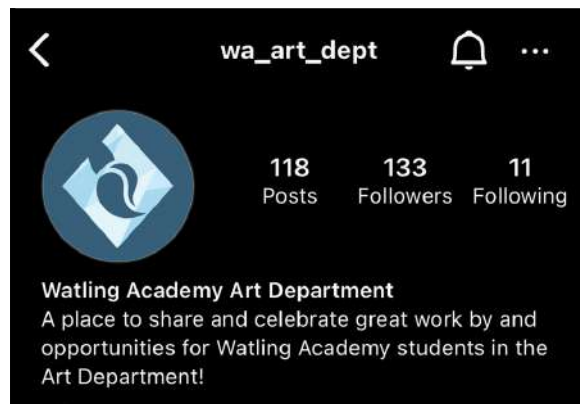 wa_art_dept
118 133 11
Posts Followers Following
Watling Academy Art Department
A place to share and celebrate great work by and
opportunities for Watling Academy students in the
Art Department!